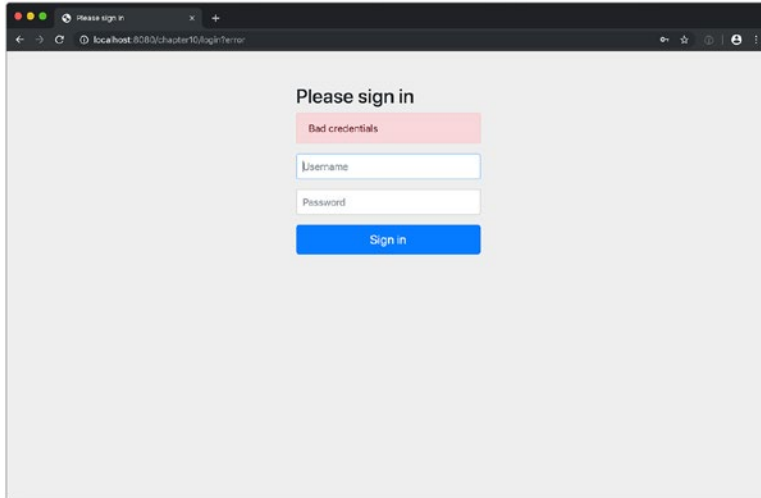 Please sign in
localhost:8080/chapter10/login?error
Please sign in
Bad credentials
Username
Password
Sign in